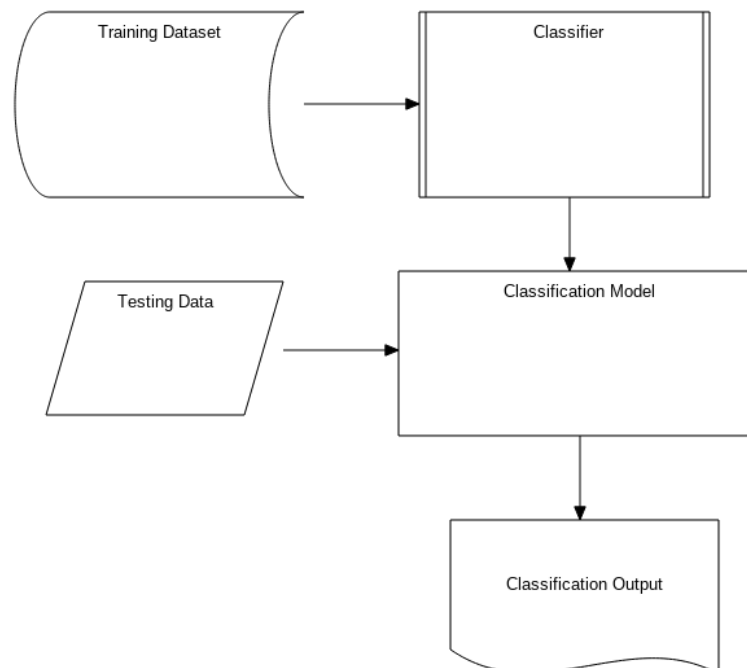 Training Dataset
Classifier
Testing Data
Classification Model
Classification Output